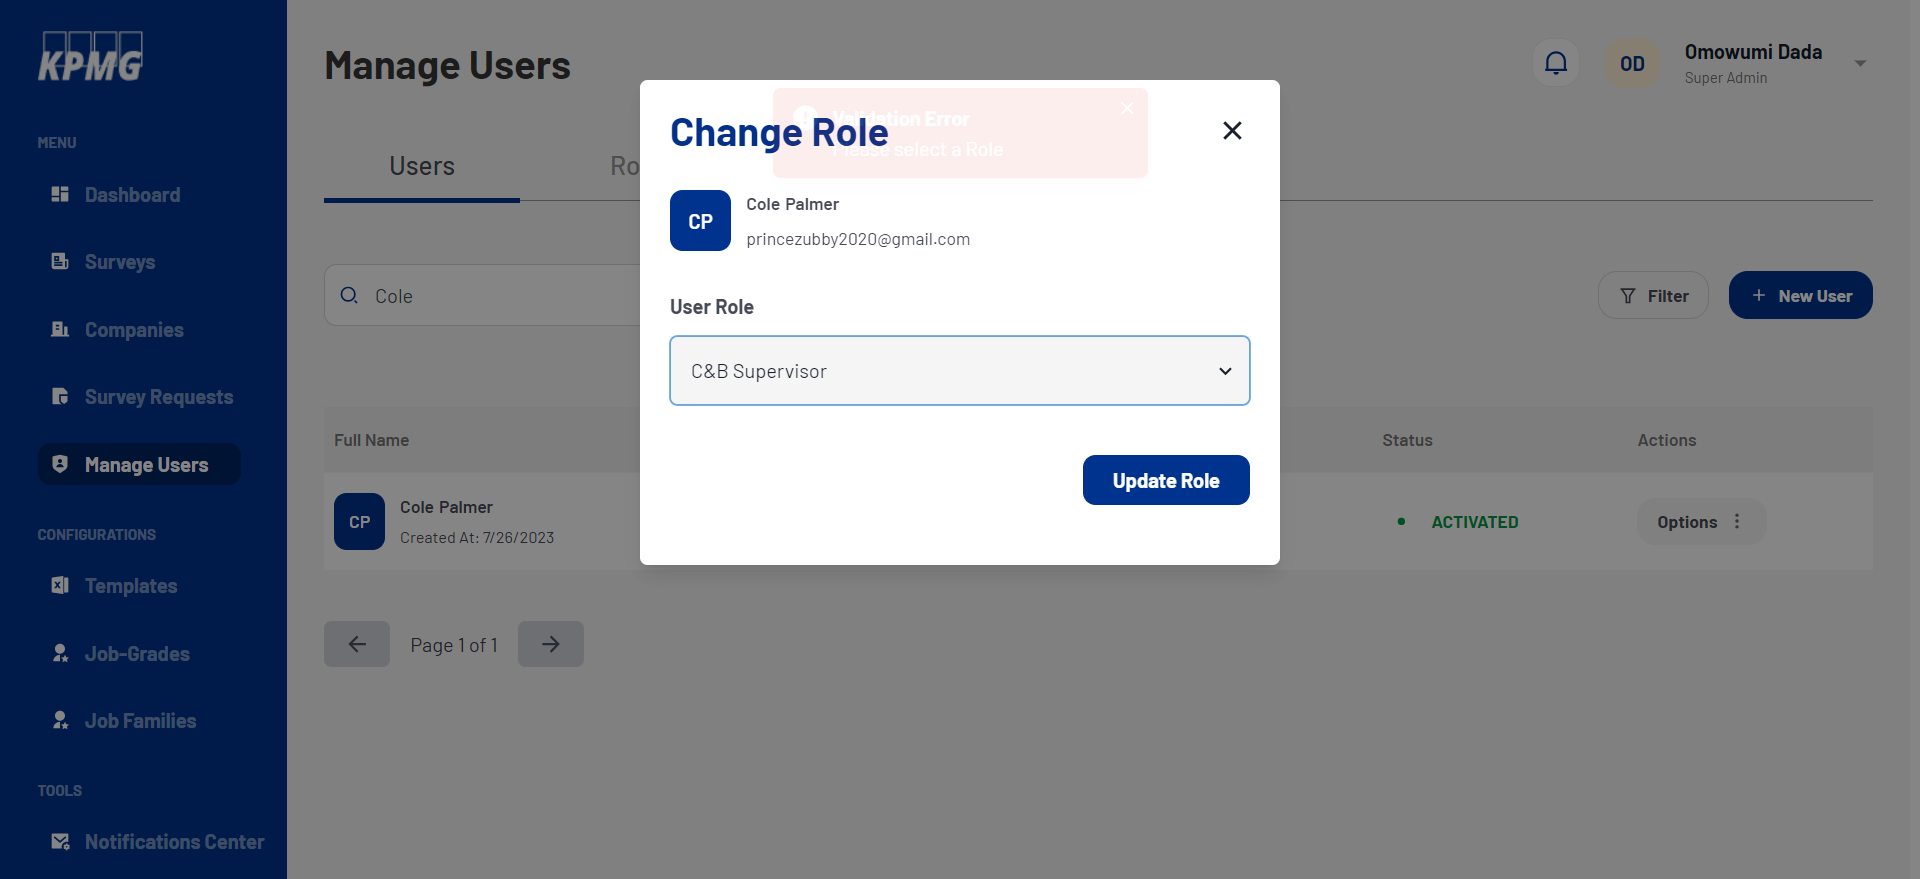 KPMG
MENU
Dashboard
Surveys
Companies
Survey Requests
Manage Users
CONFIGURATIONS
Templates
Job-Grades
Job Families
TOOLS
Notifications Center
Manage Users
OD
Omowumi Dada
Super Admin
Users
Ro
Cole
Filter
+ New User
Full Name
Status
Actions
CP
Cole Palmer
Created At: 7/26/2023
ACTIVATED
Options
Page 1 of 1
Validation Error
Please select a Role
Change Role
CP
Cole Palmer
princezubby2020@gmail.com
User Role
C&B Supervisor
Update Role